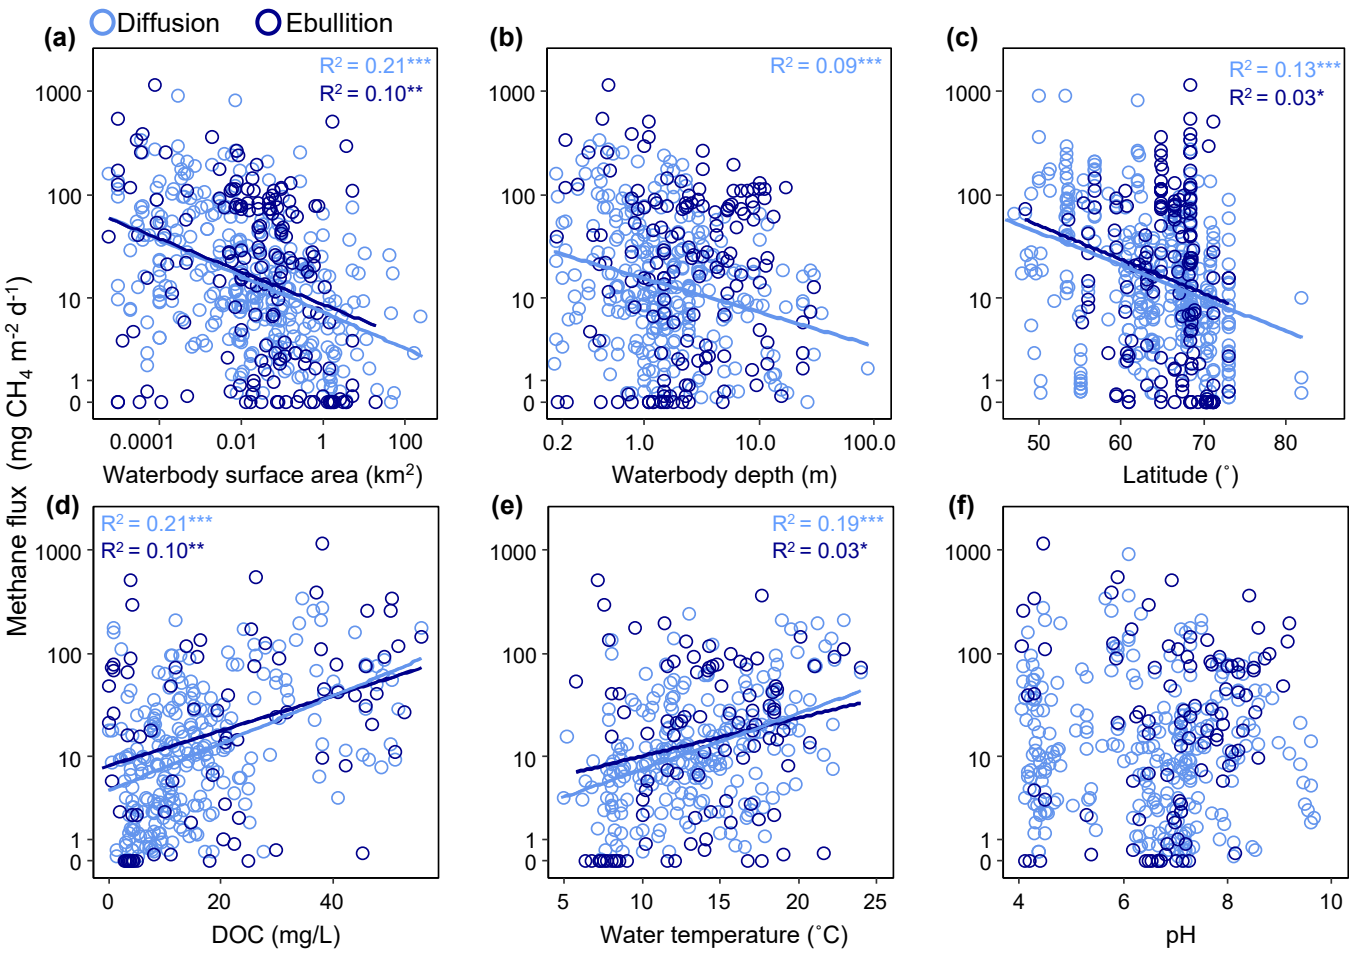 Diffusion Ebullition
(a) (b) (c)
R² = 0.21*** R² = 0.09*** R² = 0.13***
R² = 0.10** R² = 0.03*
1000 1000 1000
100 100 100
10 10 10
1 1 1
0 0 0
0.0001 0.01 1 100 0.2 1.0 10.0 100.0 50 60 70 80
Waterbody surface area (km²) Waterbody depth (m) Latitude (°)
Methane flux (mg CH₄ m⁻² d⁻¹)
(d) (e) (f)
R² = 0.21*** R² = 0.19***
R² = 0.10** R² = 0.03*
1000 1000 1000
100 100 100
10 10 10
1 1 1
0 0 0
0 20 40 5 10 15 20 25 4 6 8 10
DOC (mg/L) Water temperature (°C) pH